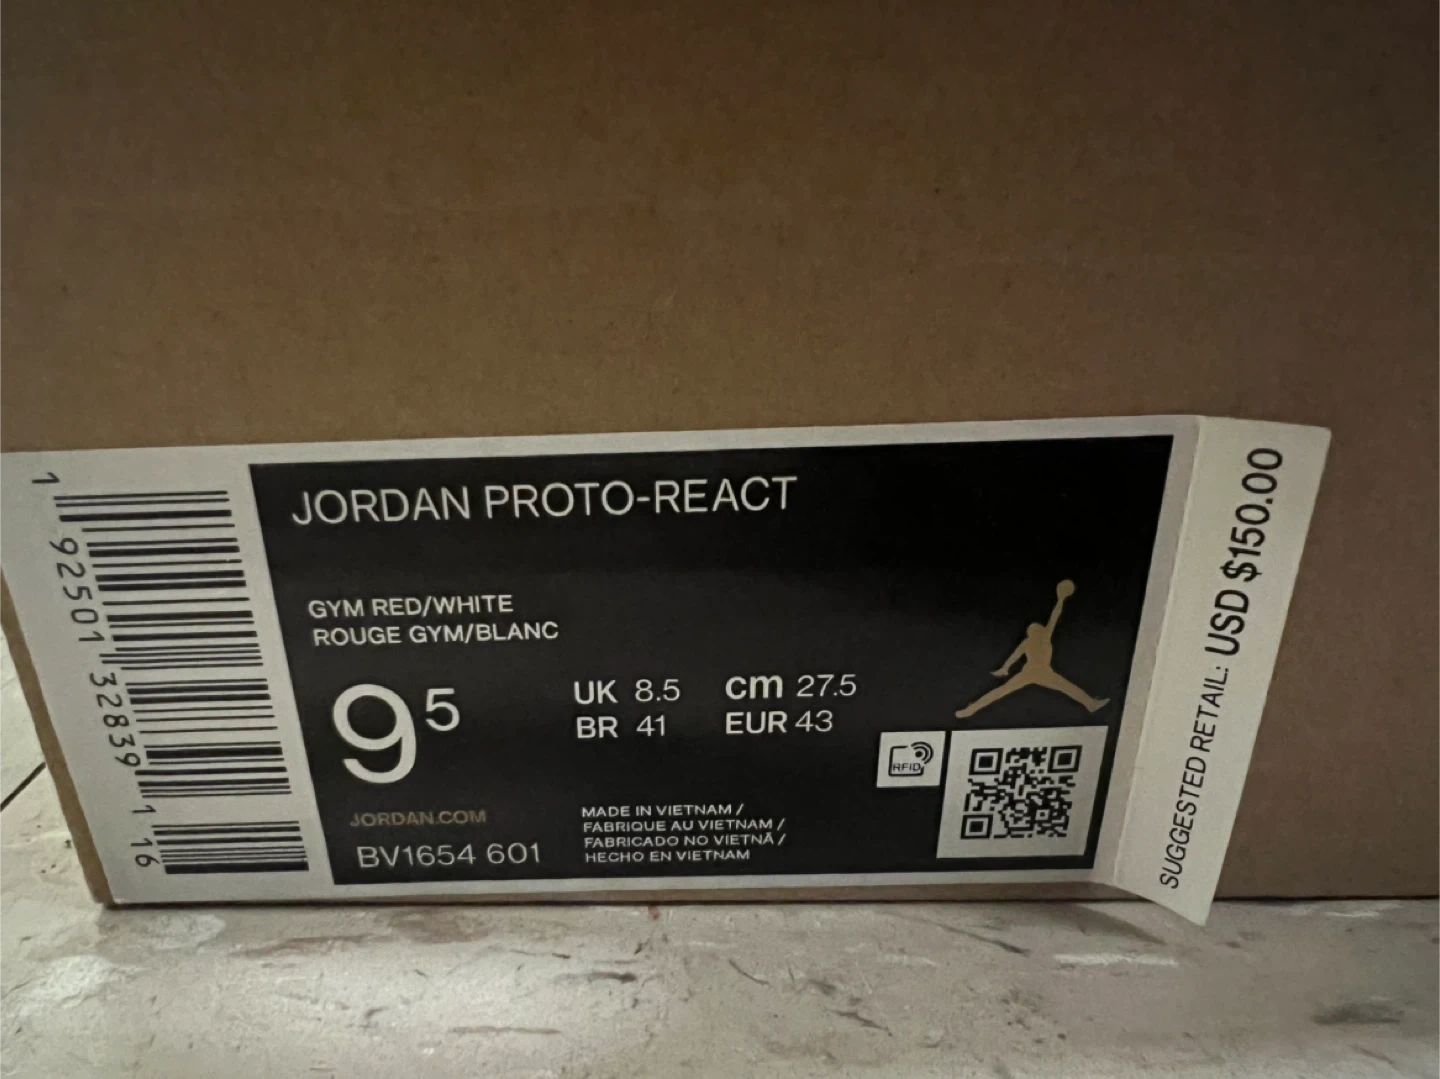 JORDAN PROTO-REACT
GYM RED/WHITE
ROUGE GYM/BLANC
9⁵
UK 8.5 cm 27.5
BR 41 EUR 43
JORDAN.COM
BV1654 601
MADE IN VIETNAM /
FABRIQUE AU VIETNAM /
FABRICADO NO VIETNÃ /
HECHO EN VIETNAM
RFID
SUGGESTED RETAIL: USD $150.00
1 92501 32839 1 16